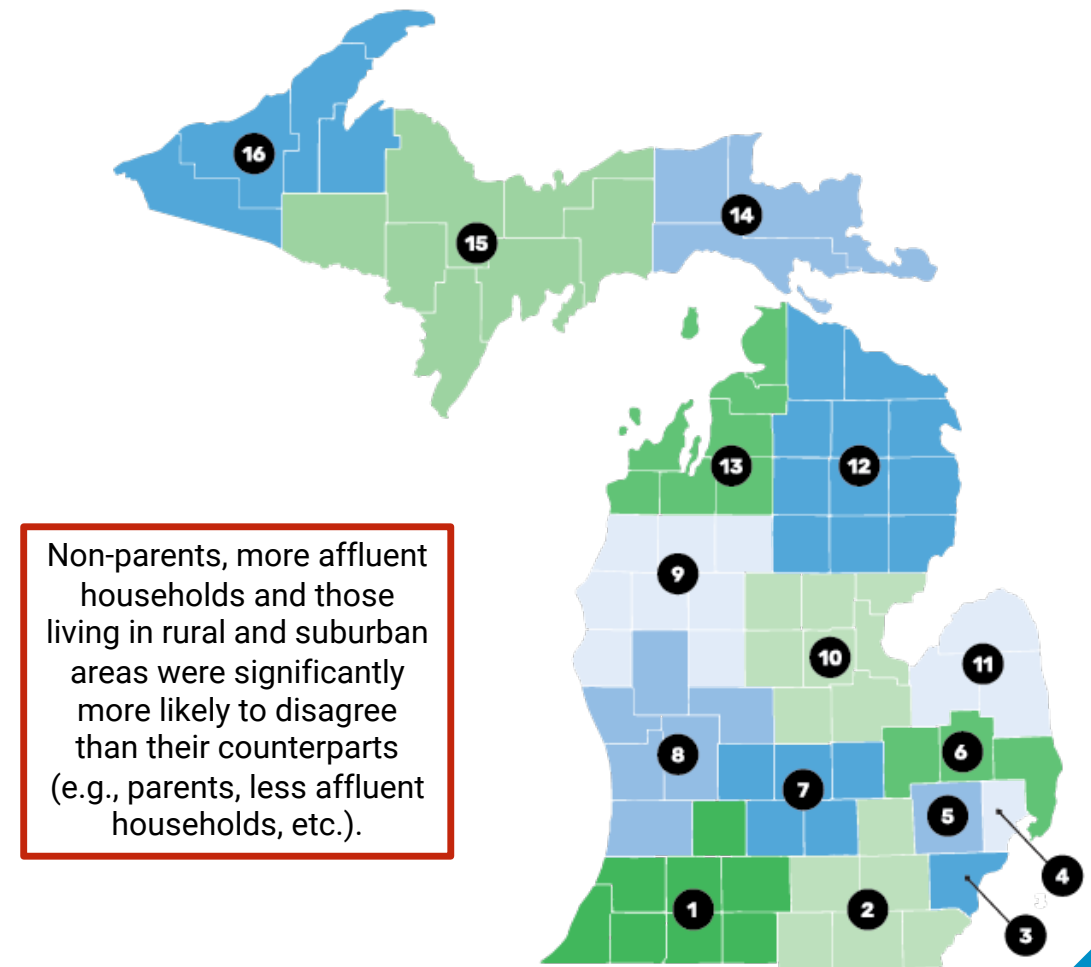 16
15
14
13
12
9
10
11
8
7
6
5
4
3
2
1
Non-parents, more affluent
households and those
living in rural and suburban
areas were significantly
more likely to disagree
than their counterparts
(e.g., parents, less affluent
households, etc.).